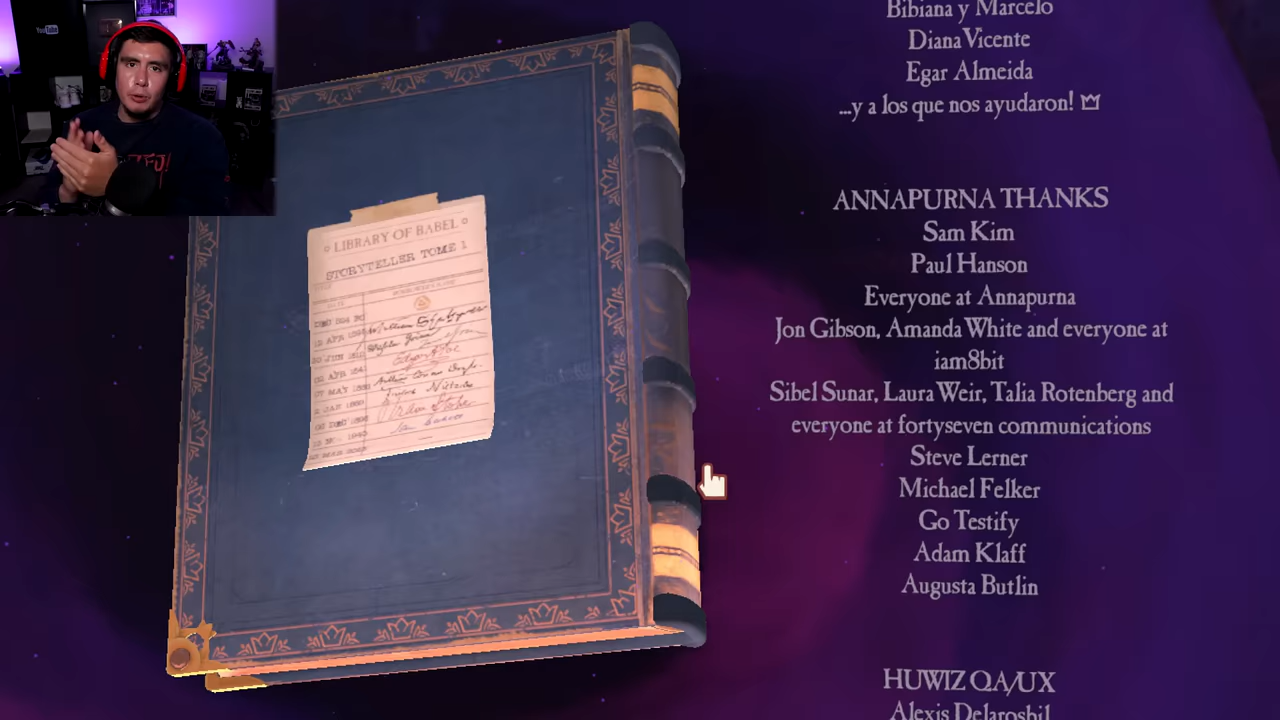 YouTube
LIBRARY OF BABEL
STORYTELLER TOME 1
Bibiana y Marcelo
Diana Vicente
Egar Almeida
...y a los que nos ayudaron!
ANNAPURNA THANKS
Sam Kim
Paul Hanson
Everyone at Annapurna
Jon Gibson, Amanda White and everyone at
iam8bit
Sibel Sunar, Laura Weir, Talia Rotenberg and
everyone at fortyseven communications
Steve Lerner
Michael Felker
Go Testify
Adam Klaff
Augusta Butlin
HUWIZ QA/UX
Alexis Delarosbil